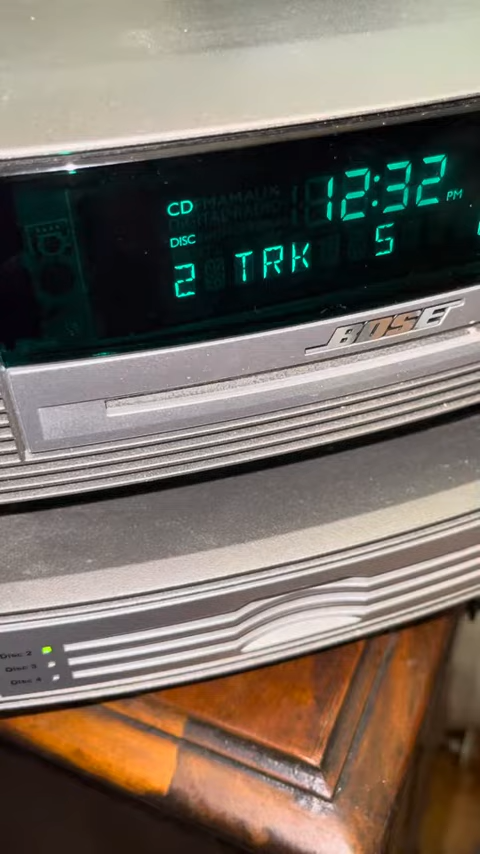 CD
12:32 PM
DISC
2 TRK 5
BOSE
DISC 2
DISC 3
DISC 4